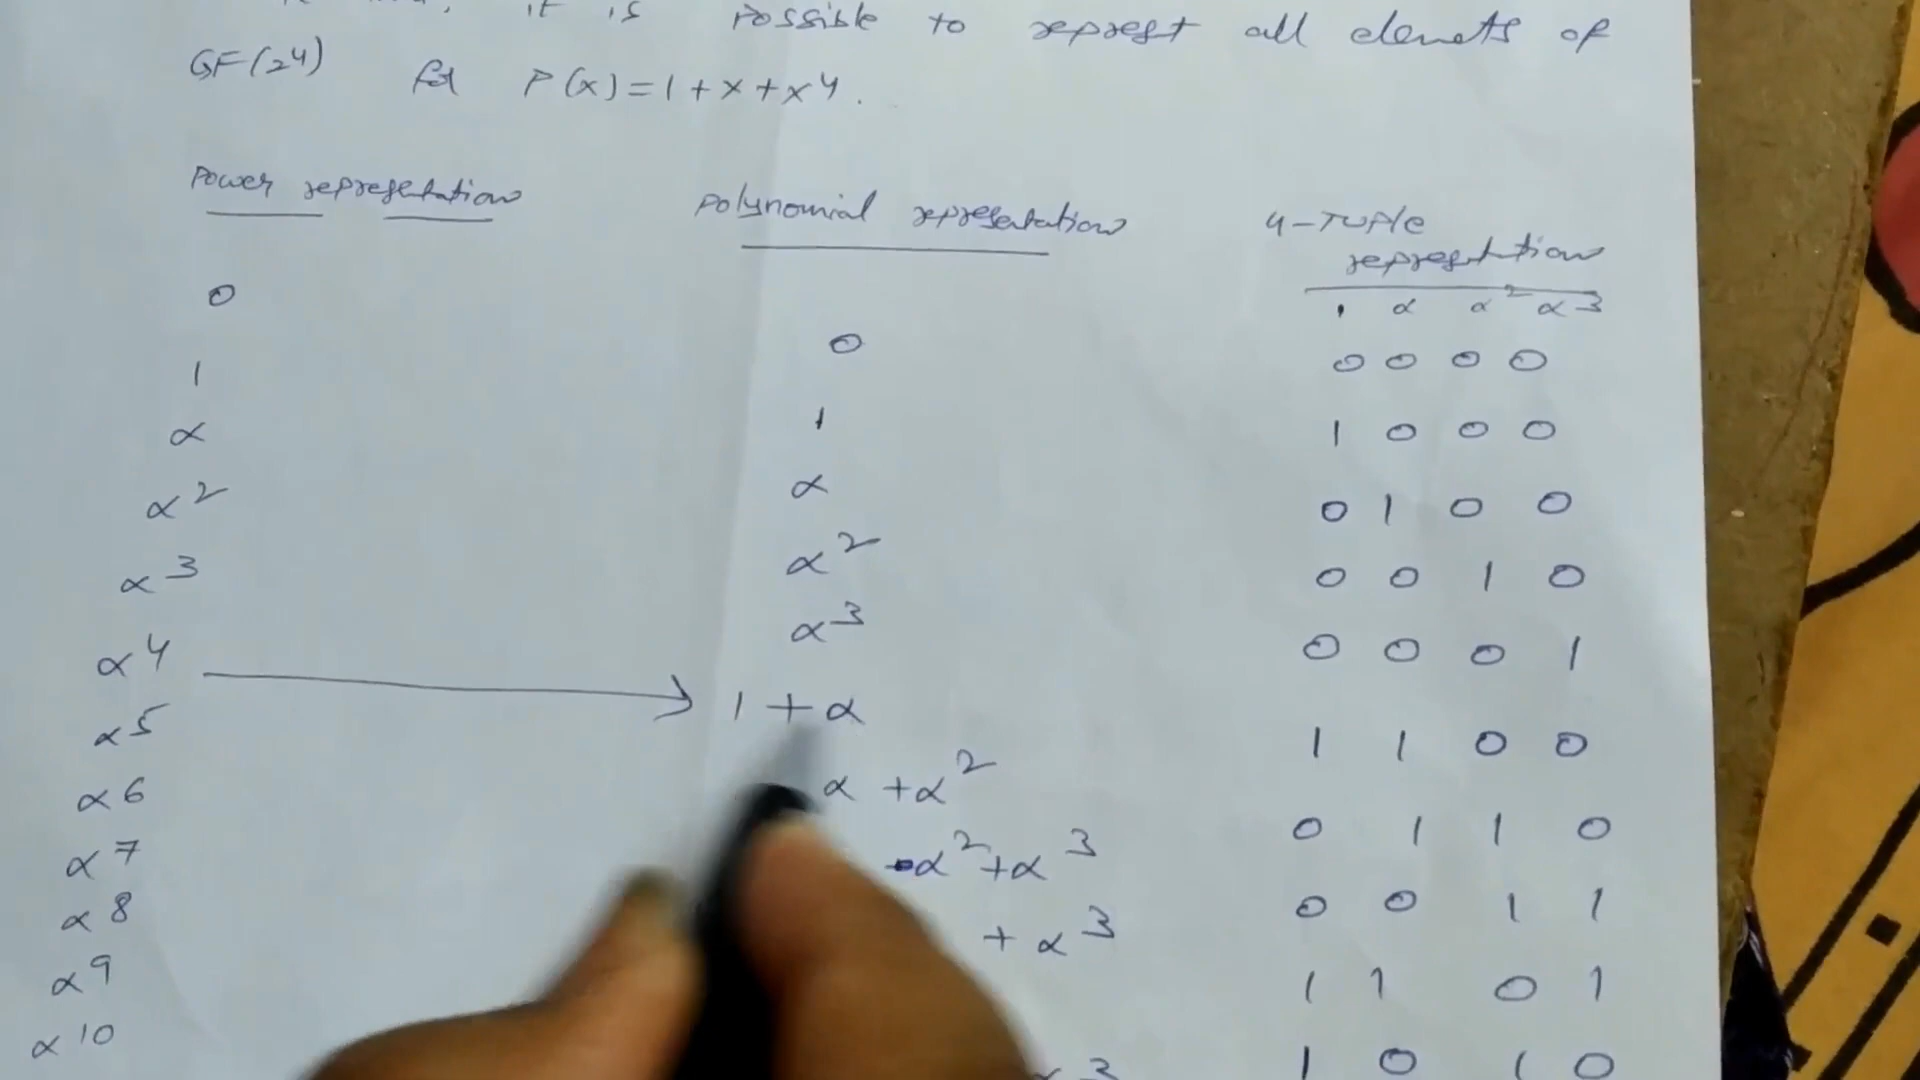 it is possible to represt all elemets of
GF(2^4) for P(x)=1+x+x^4.
Power representation
polynomial representation
4-Tuple
represntation
1 α α^2 α^3
0
0
0 0 0 0
1
1
1 0 0 0
α
α
0 1 0 0
α^2
α^2
0 0 1 0
α^3
α^3
0 0 0 1
α^4 → 1+α
1 1 0 0
α^5
α+α^2
0 1 1 0
α^6
α^2+α^3
0 0 1 1
α^7
+α^3
1 1 0 1
α^8
1 0 1 0
α^9
α^10